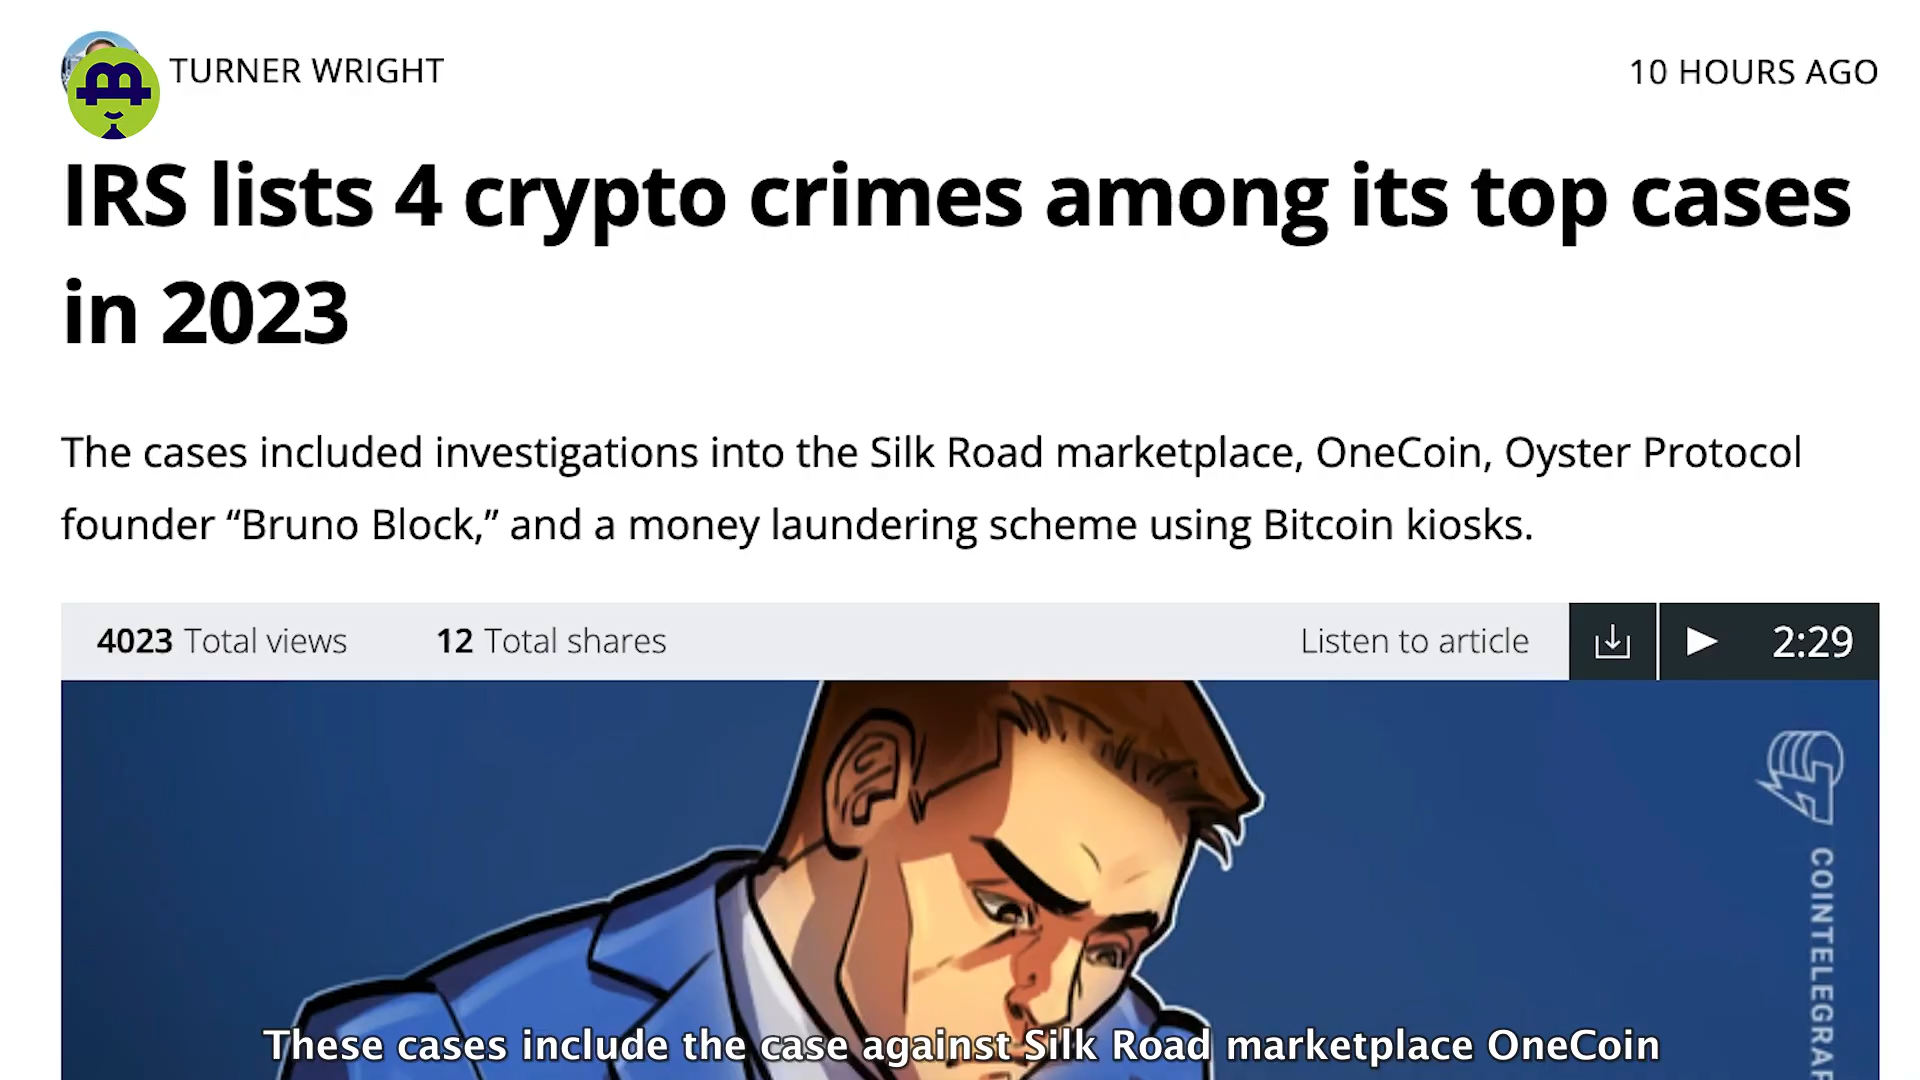 TURNER WRIGHT
10 HOURS AGO
IRS lists 4 crypto crimes among its top cases
in 2023
The cases included investigations into the Silk Road marketplace, OneCoin, Oyster Protocol
founder “Bruno Block,” and a money laundering scheme using Bitcoin kiosks.
4023 Total views 12 Total shares Listen to article 2:29
COINTELEGRAP
These cases include the case against Silk Road marketplace OneCoin